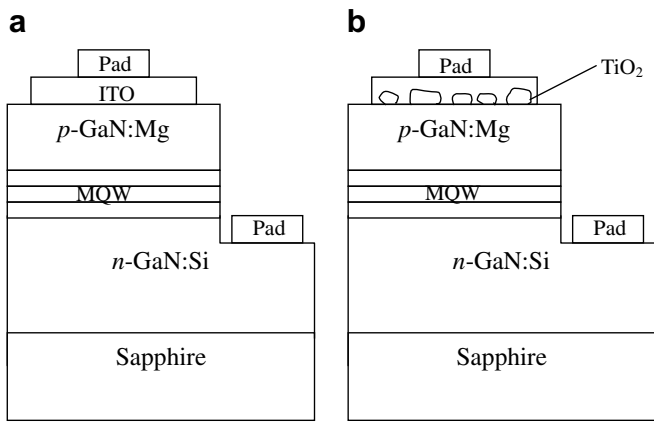 a
Pad
ITO
p-GaN:Mg
MQW
Pad
n-GaN:Si
Sapphire
b
Pad
TiO₂
p-GaN:Mg
MQW
Pad
n-GaN:Si
Sapphire